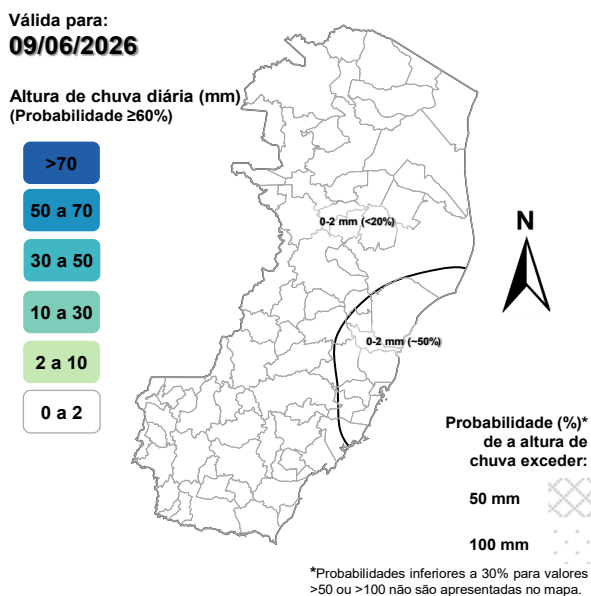 Válida para:
09/06/2026
Altura de chuva diária (mm)
(Probabilidade ≥60%)
>70
50 a 70
30 a 50
10 a 30
2 a 10
0 a 2
0-2 mm (<20%)
0-2 mm (~50%)
N
Probabilidade (%)*
de a altura de
chuva exceder:
50 mm
100 mm
*Probabilidades inferiores a 30% para valores
>50 ou >100 não são apresentadas no mapa.